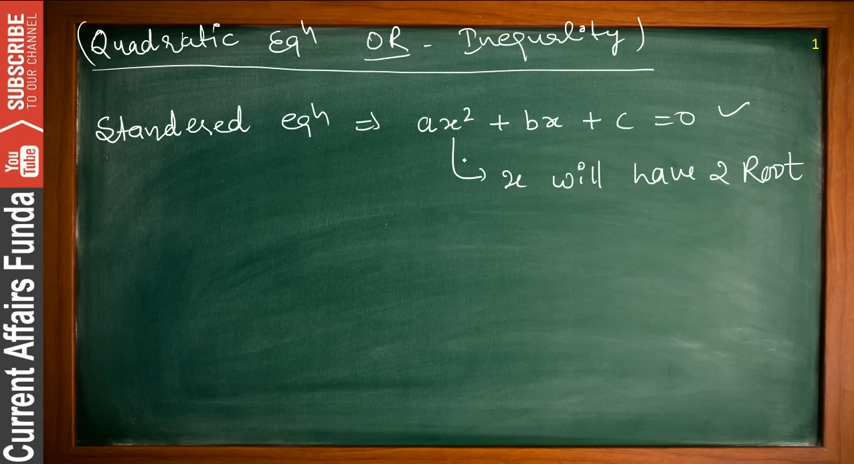 (Quadratic Eqn OR - Inequality)
1
Standered eqn ⇒ ax² + bx + c = 0 ✓
x will have 2 Root
SUBSCRIBE
TO OUR CHANNEL
You Tube
Current Affairs Funda